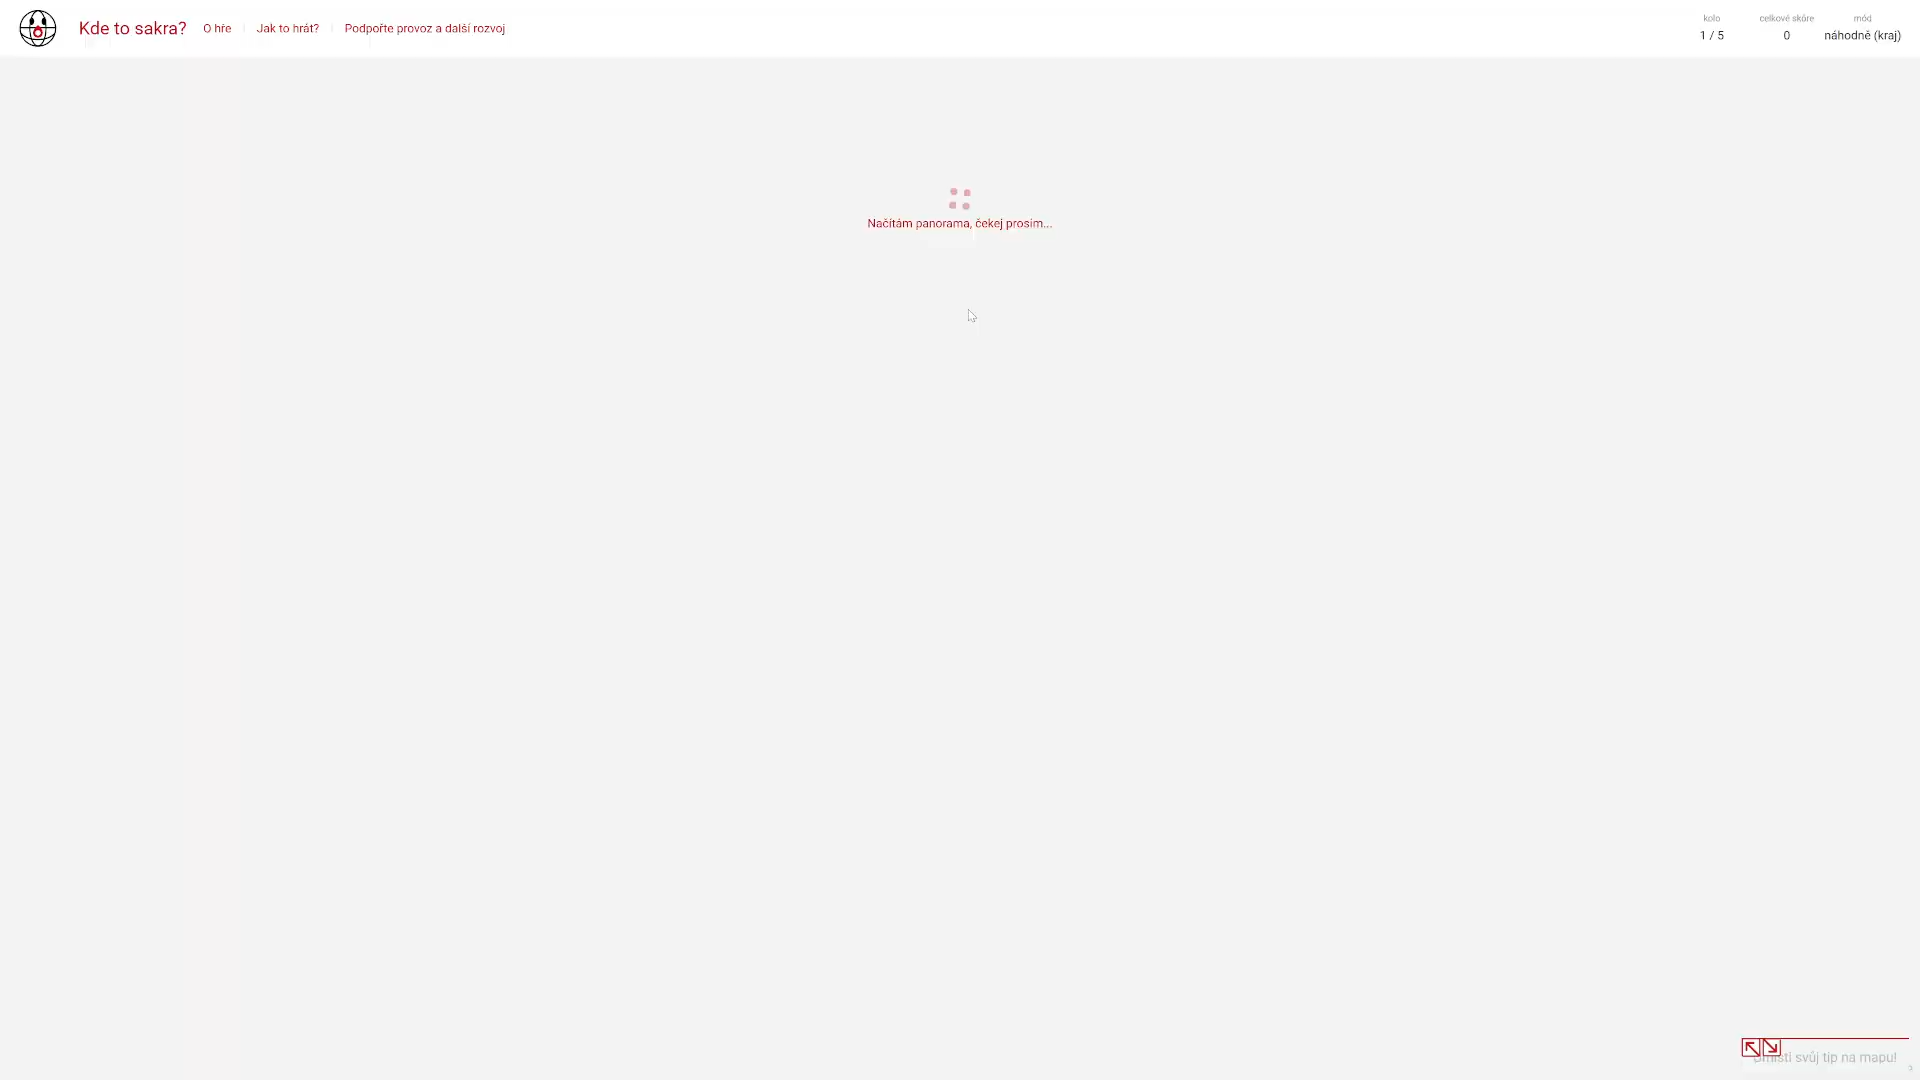 Kde to sakra?
O hře
Jak to hrát?
Podpořte provoz a další rozvoj
kolo
1 / 5
celkové skóre
0
mód
náhodně (kraj)
Načítám panorama, čekej prosim...
svůj tip na mapu!